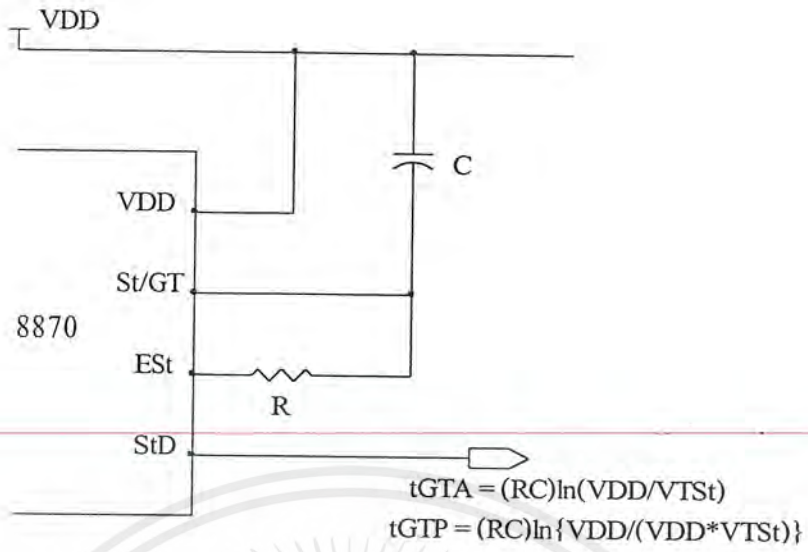 VDD
C
VDD
St/GT
8870
ESt
R
StD
tGTA = (RC)ln(VDD/VTSt)
tGTP = (RC)ln{VDD/(VDD*VTSt)}